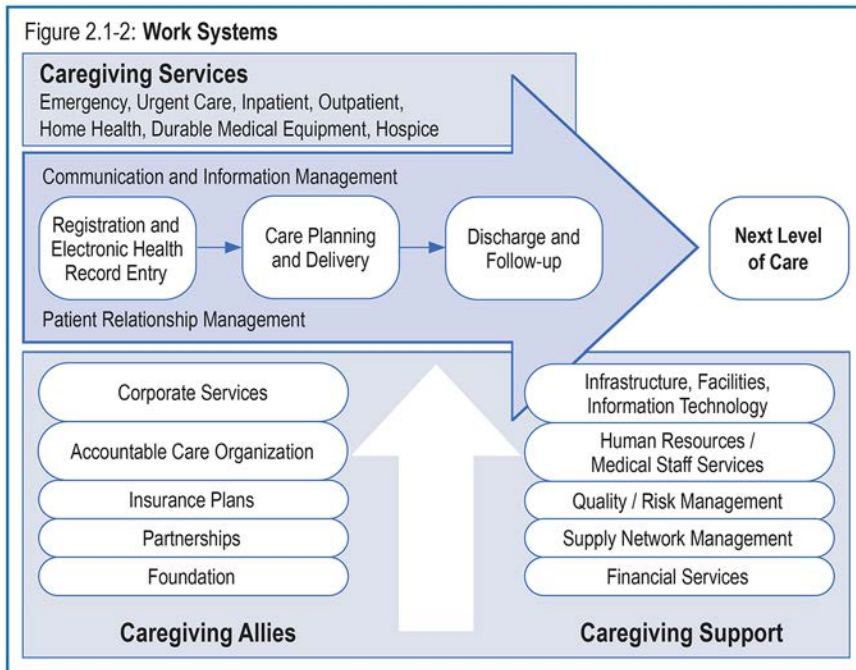 Figure 2.1-2: Work Systems
Caregiving Services
Emergency, Urgent Care, Inpatient, Outpatient,
Home Health, Durable Medical Equipment, Hospice
Communication and Information Management
Registration and
Electronic Health
Record Entry
Care Planning
and Delivery
Discharge and
Follow-up
Next Level
of Care
Patient Relationship Management
Corporate Services
Accountable Care Organization
Insurance Plans
Partnerships
Foundation
Caregiving Allies
Infrastructure, Facilities,
Information Technology
Human Resources /
Medical Staff Services
Quality / Risk Management
Supply Network Management
Financial Services
Caregiving Support